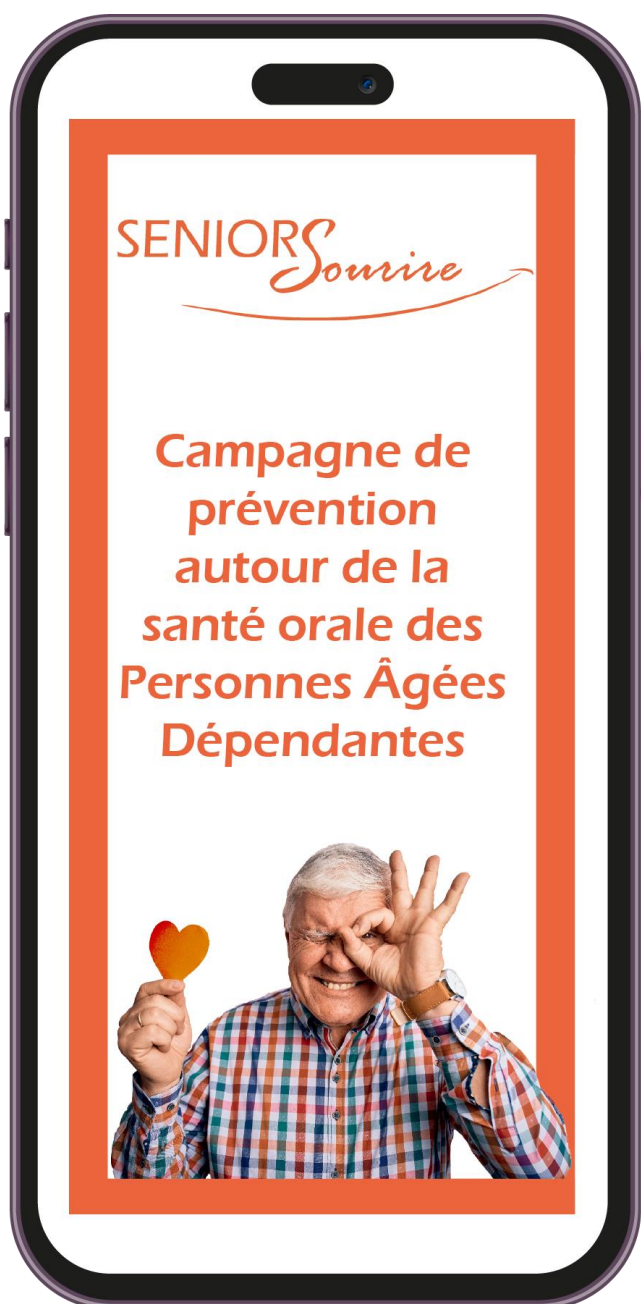 SENIORS Sourire
Campagne de
prévention
autour de la
santé orale des
Personnes Âgées
Dépendantes